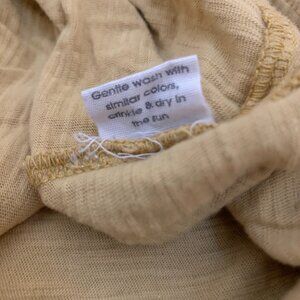 Gentle wash with
similar colors,
crinkle & dry in
the sun